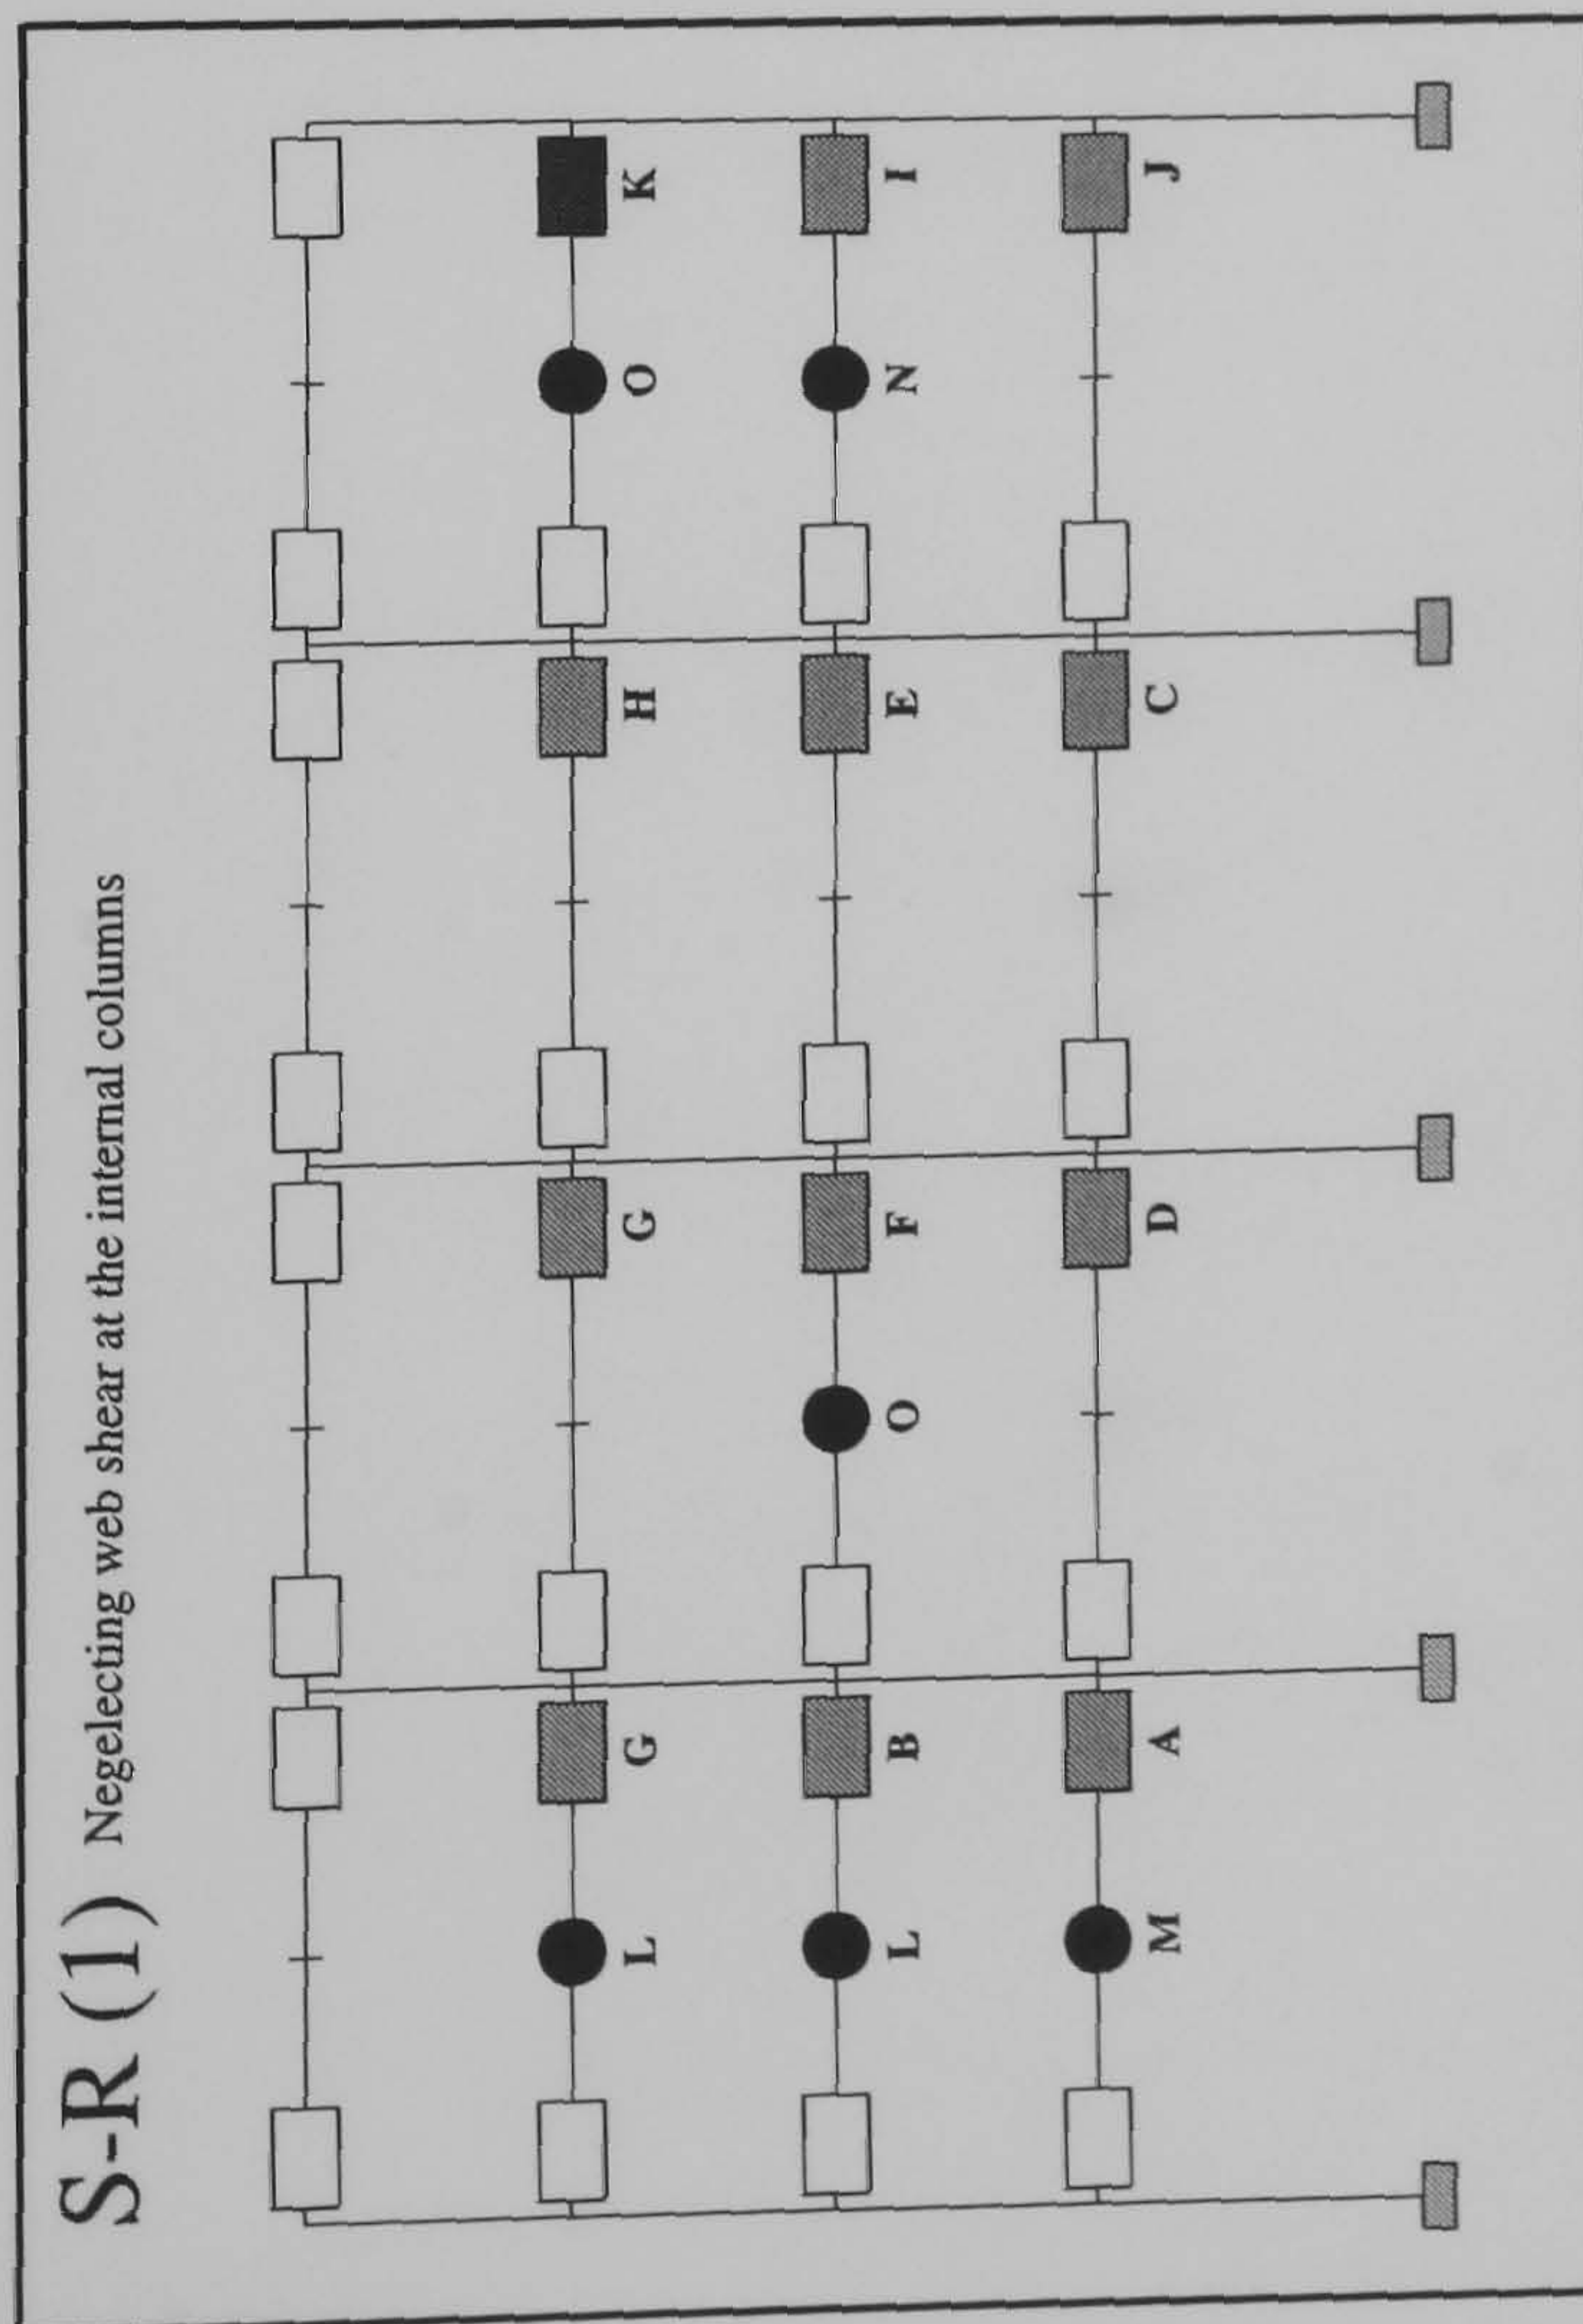 S-R (1) Negelecting web shear at the internal columns
L G G H O K
L B O F E N I
M A D C J